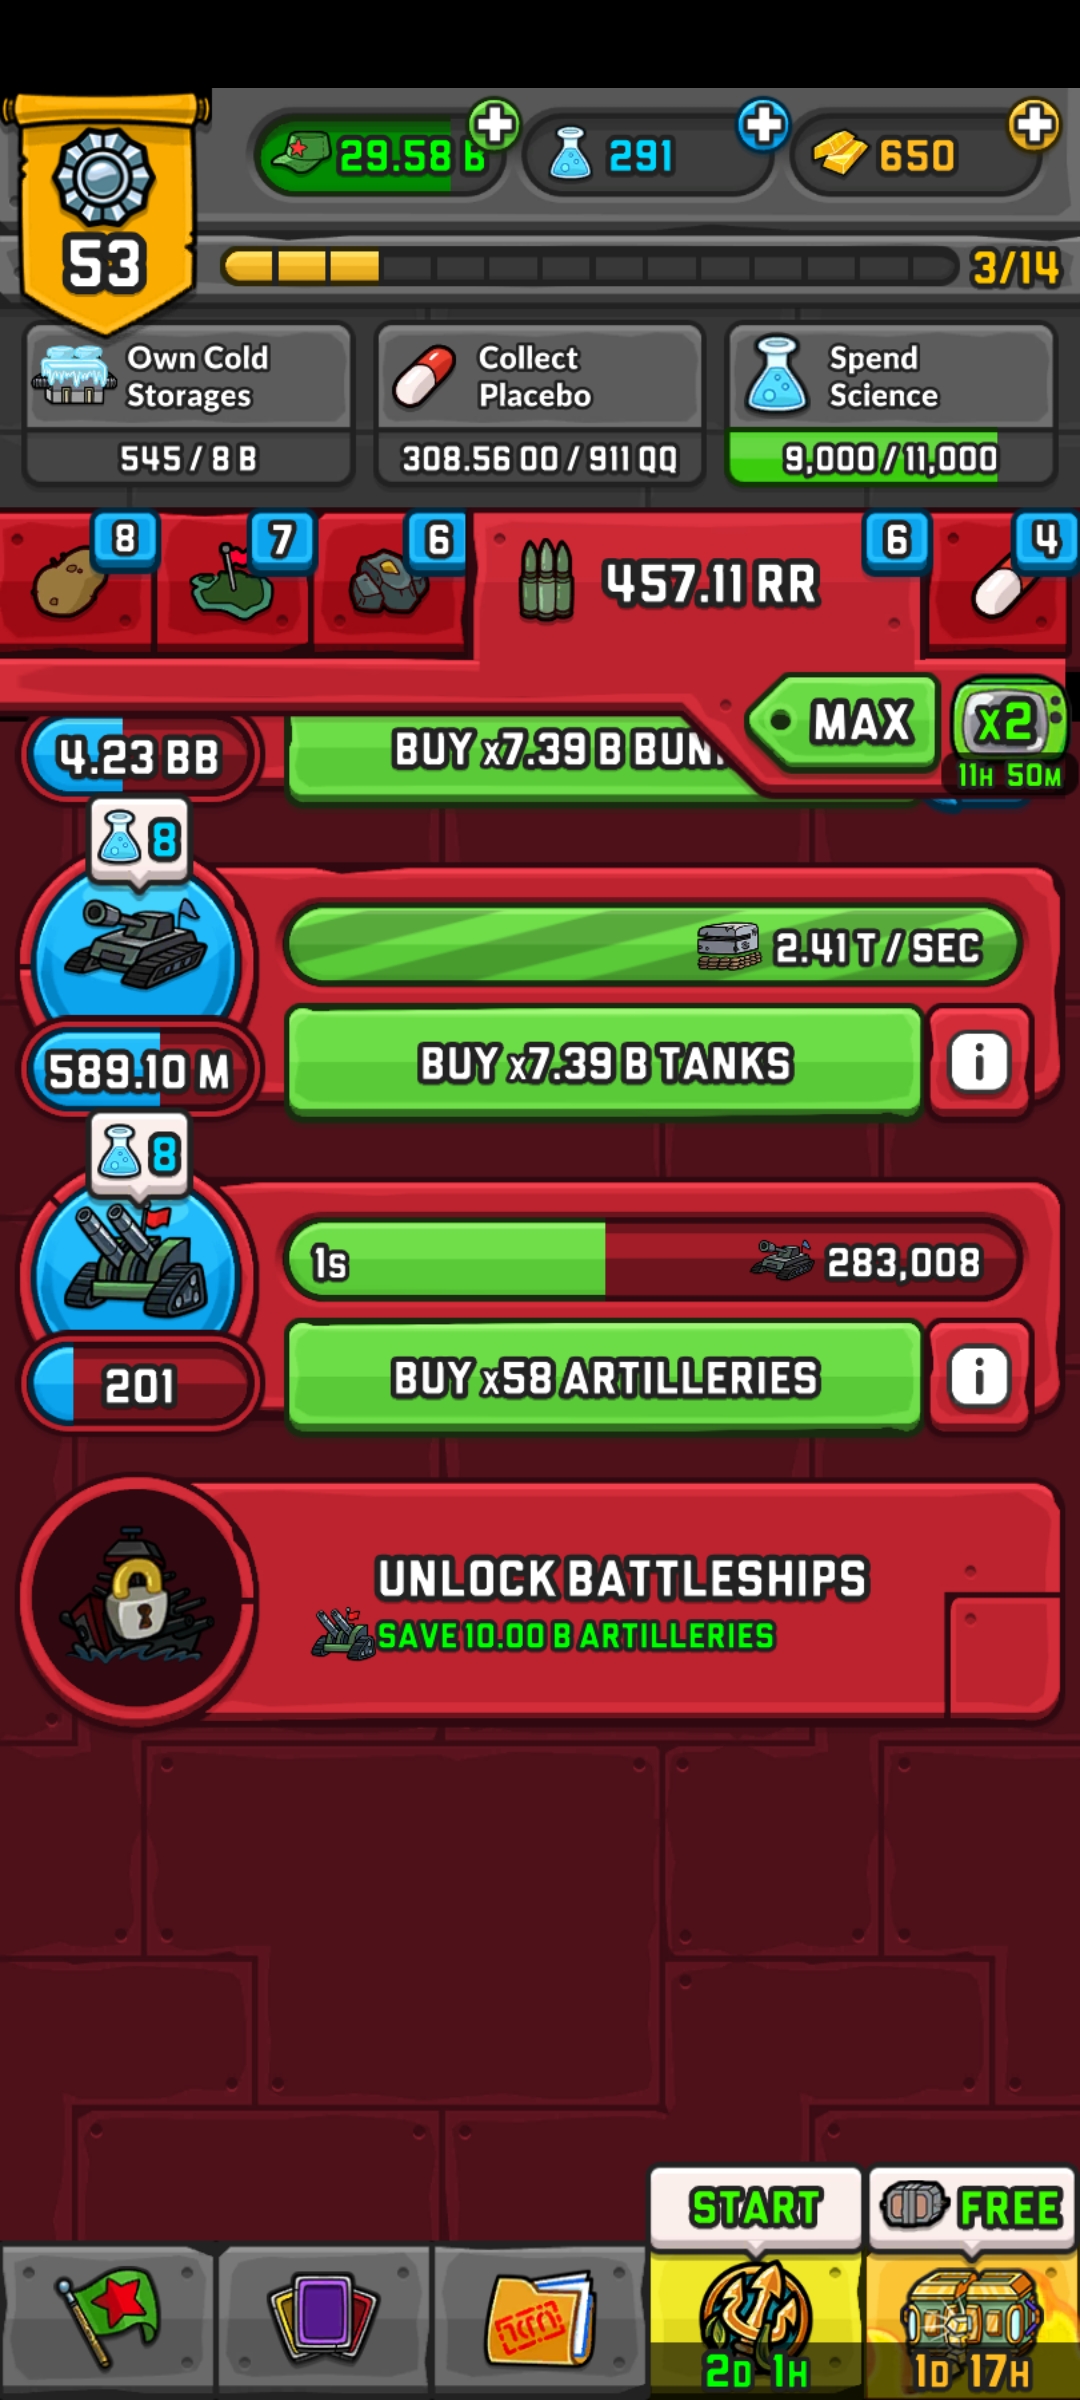 53
29.58 B
291
650
3/14
Own Cold
Storages
545 / 8 B
Collect
Placebo
308.56 OO / 911 QQ
Spend
Science
9,000 / 11,000
8
7
6
457.11 RR
6
4
MAX
x2
11H 50M
4.23 BB
BUY x7.39 B BUN
8
2.41 T / SEC
589.10 M
BUY x7.39 B TANKS
i
8
1s
283,008
201
BUY x58 ARTILLERIES
i
UNLOCK BATTLESHIPS
SAVE 10.00 B ARTILLERIES
START
FREE
2D 1H
1D 17H